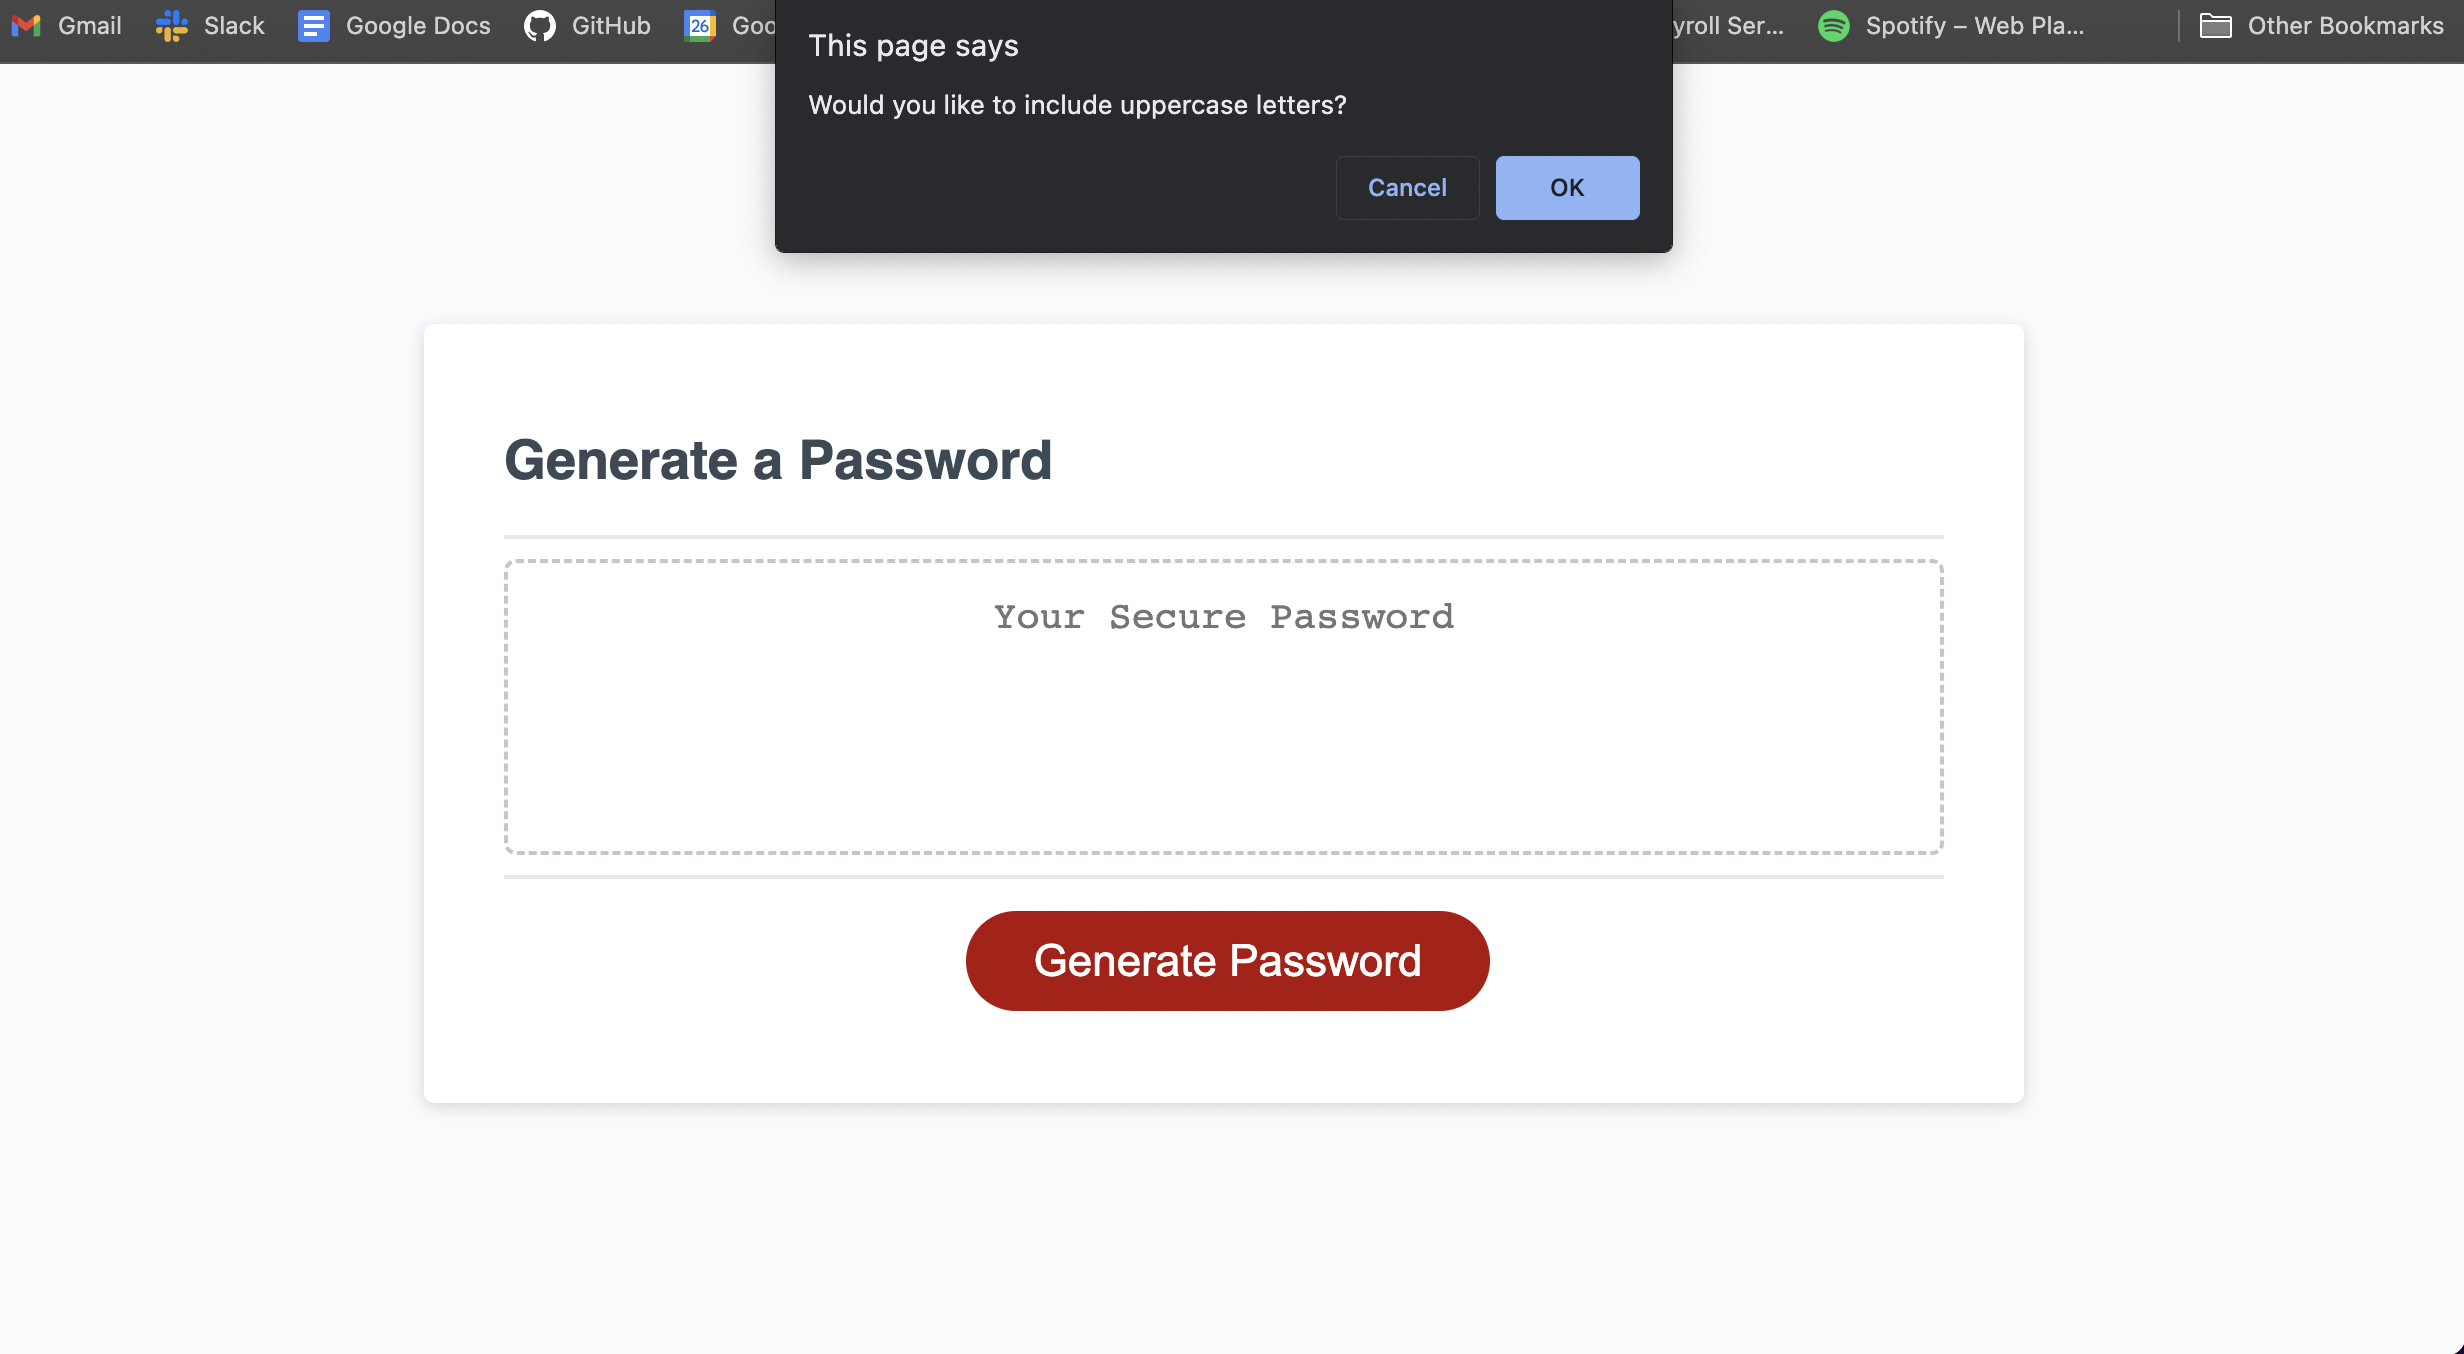 Gmail Slack Google Docs GitHub 26 Goo yroll Ser... Spotify – Web Pla... Other Bookmarks
This page says
Would you like to include uppercase letters?
Cancel OK
Generate a Password
Your Secure Password
Generate Password